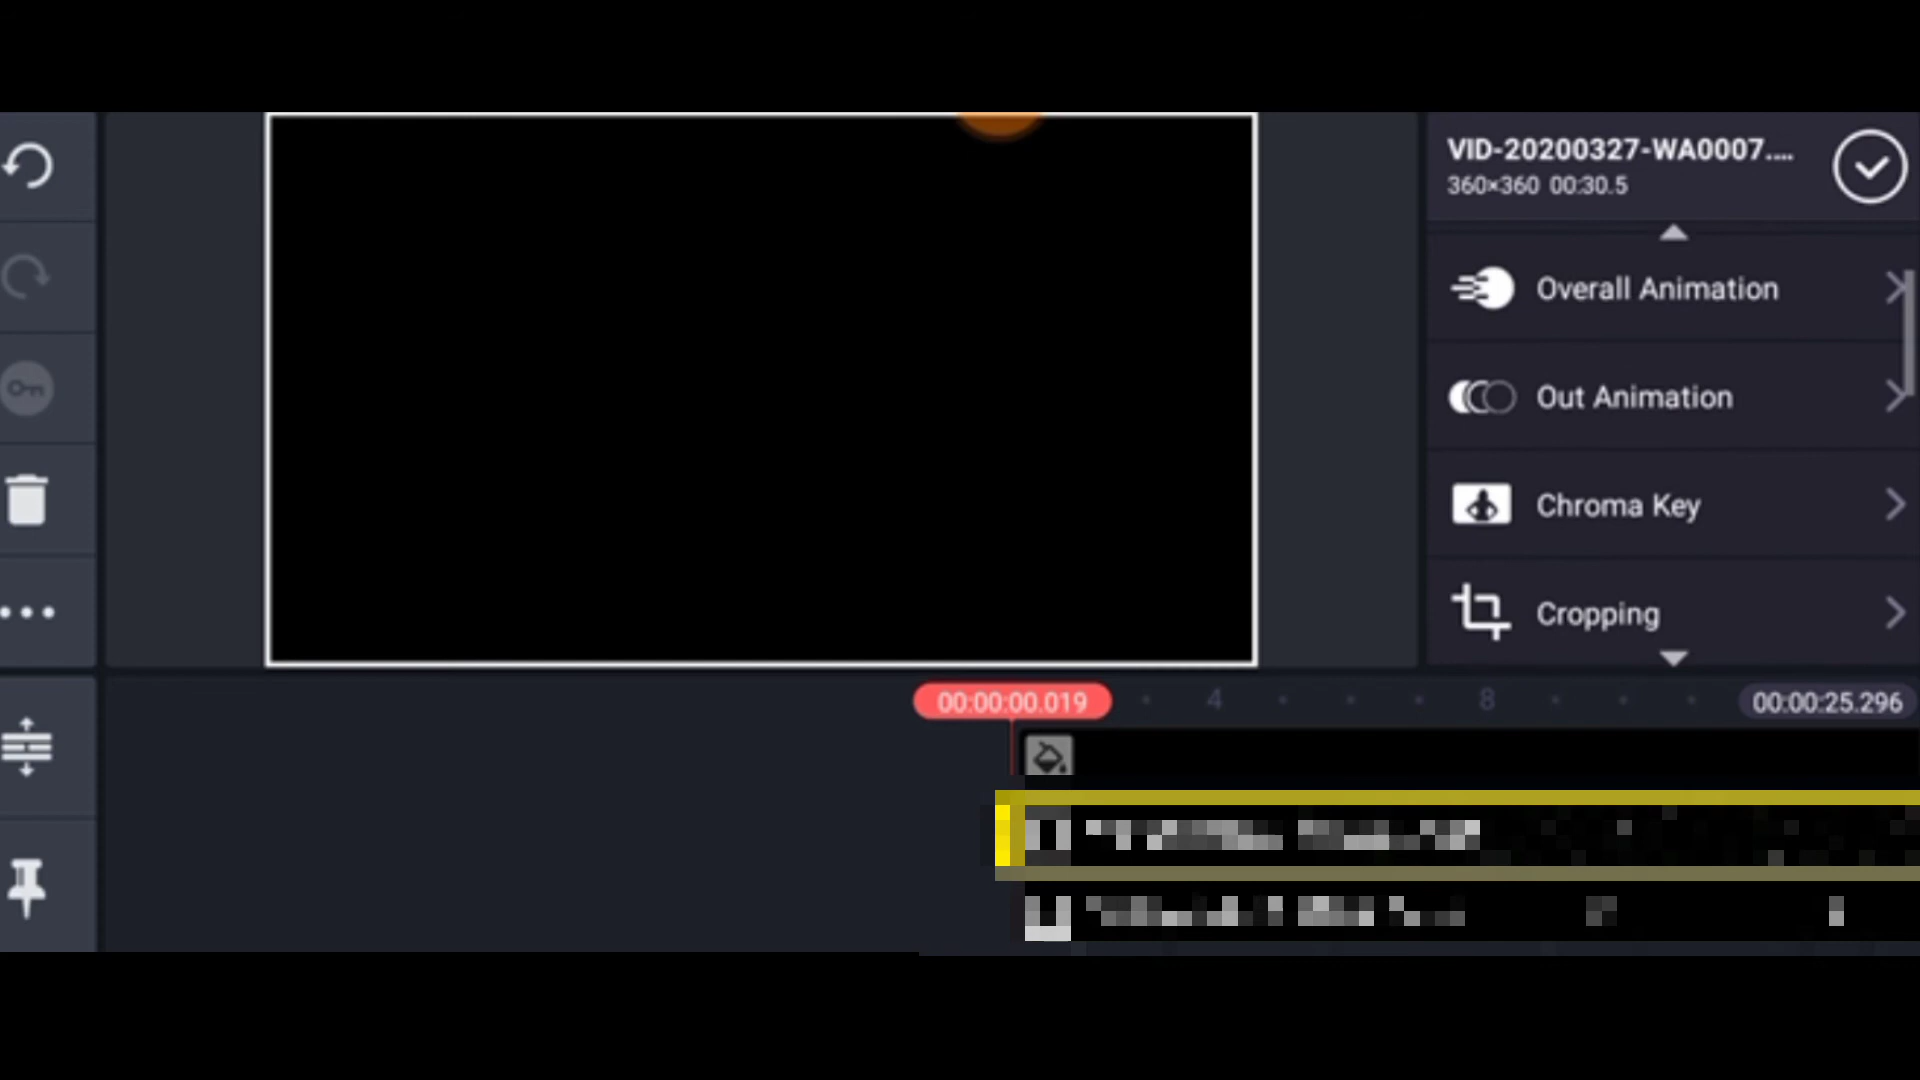 VID-20200327-WA0007....
360×360 00:30.5
Overall Animation
Out Animation
Chroma Key
Cropping
00:00:00.019
4
8
00:00:25.296